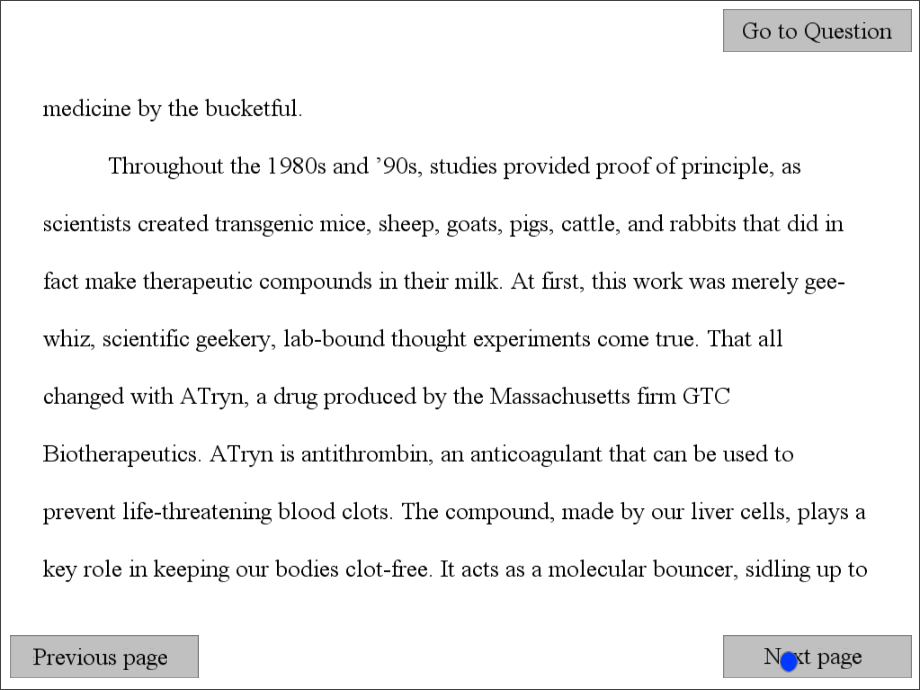 Go to Question
medicine by the bucketful.
Throughout the 1980s and ’90s, studies provided proof of principle, as
scientists created transgenic mice, sheep, goats, pigs, cattle, and rabbits that did in
fact make therapeutic compounds in their milk. At first, this work was merely gee-
whiz, scientific geekery, lab-bound thought experiments come true. That all
changed with ATryn, a drug produced by the Massachusetts firm GTC
Biotherapeutics. ATryn is antithrombin, an anticoagulant that can be used to
prevent life-threatening blood clots. The compound, made by our liver cells, plays a
key role in keeping our bodies clot-free. It acts as a molecular bouncer, sidling up to
Previous page
Next page